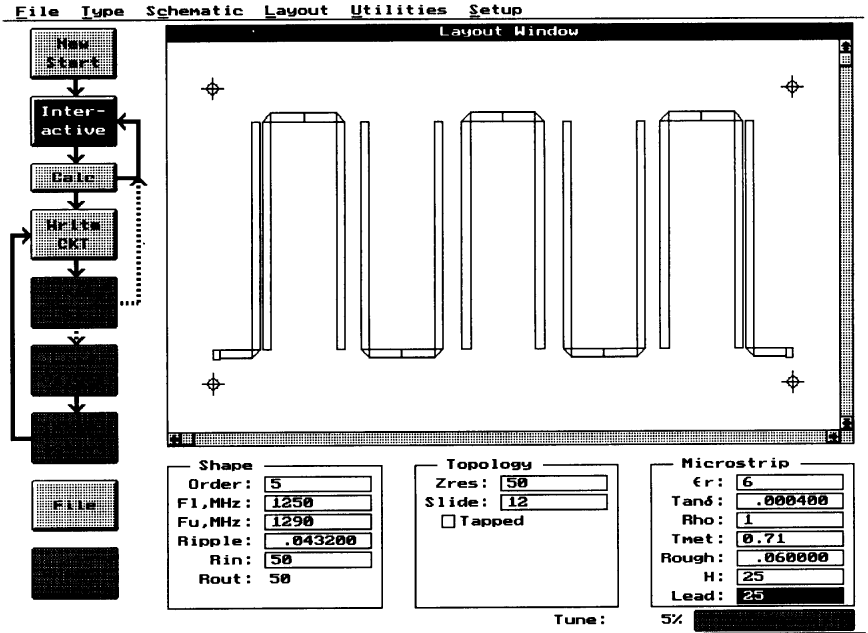 File Type Schematic Layout Utilities Setup
Layout Window
New
Start
Inter-
active
Calc
Write
CKT
File
Shape
Order: 5
Fl,MHz: 1250
Fu,MHz: 1290
Ripple: .043200
Rin: 50
Rout: 50
Topology
Zres: 50
Slide: 12
Tapped
Microstrip
ϵr: 6
Tanδ: .000400
Rho: 1
Tmet: 0.71
Rough: .060000
H: 25
Lead: 25
Tune: 5%